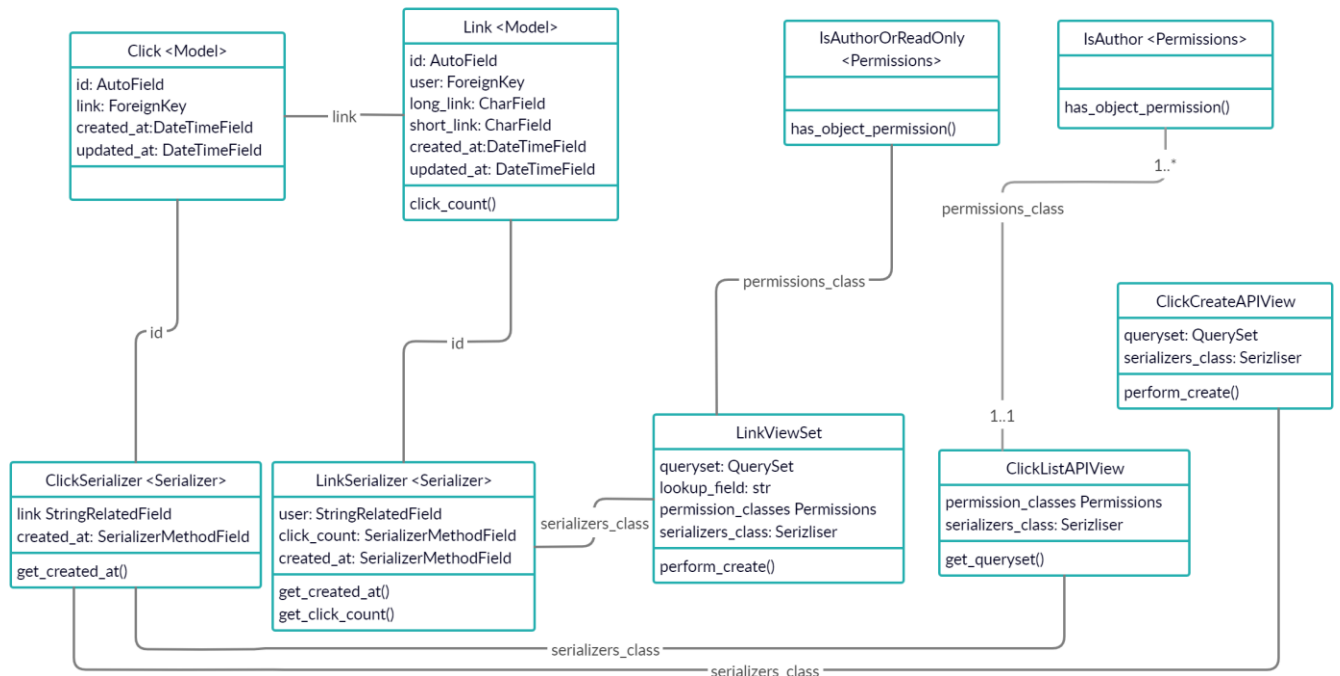 Click <Model>
id: AutoField
link: ForeignKey
created_at:DateTimeField
updated_at: DateTimeField
link
Link <Model>
id: AutoField
user: ForeignKey
long_link: CharField
short_link: CharField
created_at:DateTimeField
updated_at: DateTimeField
click_count()
IsAuthorOrReadOnly
<Permissions>
has_object_permission()
IsAuthor <Permissions>
has_object_permission()
1..*
permissions_class
permissions_class
1..1
id
id
ClickCreateAPIView
queryset: QuerySet
serializers_class: Serizliser
perform_create()
ClickSerializer <Serializer>
link StringRelatedField
created_at: SerializerMethodField
get_created_at()
LinkSerializer <Serializer>
user: StringRelatedField
click_count: SerializerMethodField
created_at: SerializerMethodField
get_created_at()
get_click_count()
serializers_class
LinkViewSet
queryset: QuerySet
lookup_field: str
permission_classes Permissions
serializers_class: Serizliser
perform_create()
ClickListAPIView
permission_classes Permissions
serializers_class: Serizliser
get_queryset()
serializers_class
serializers_class